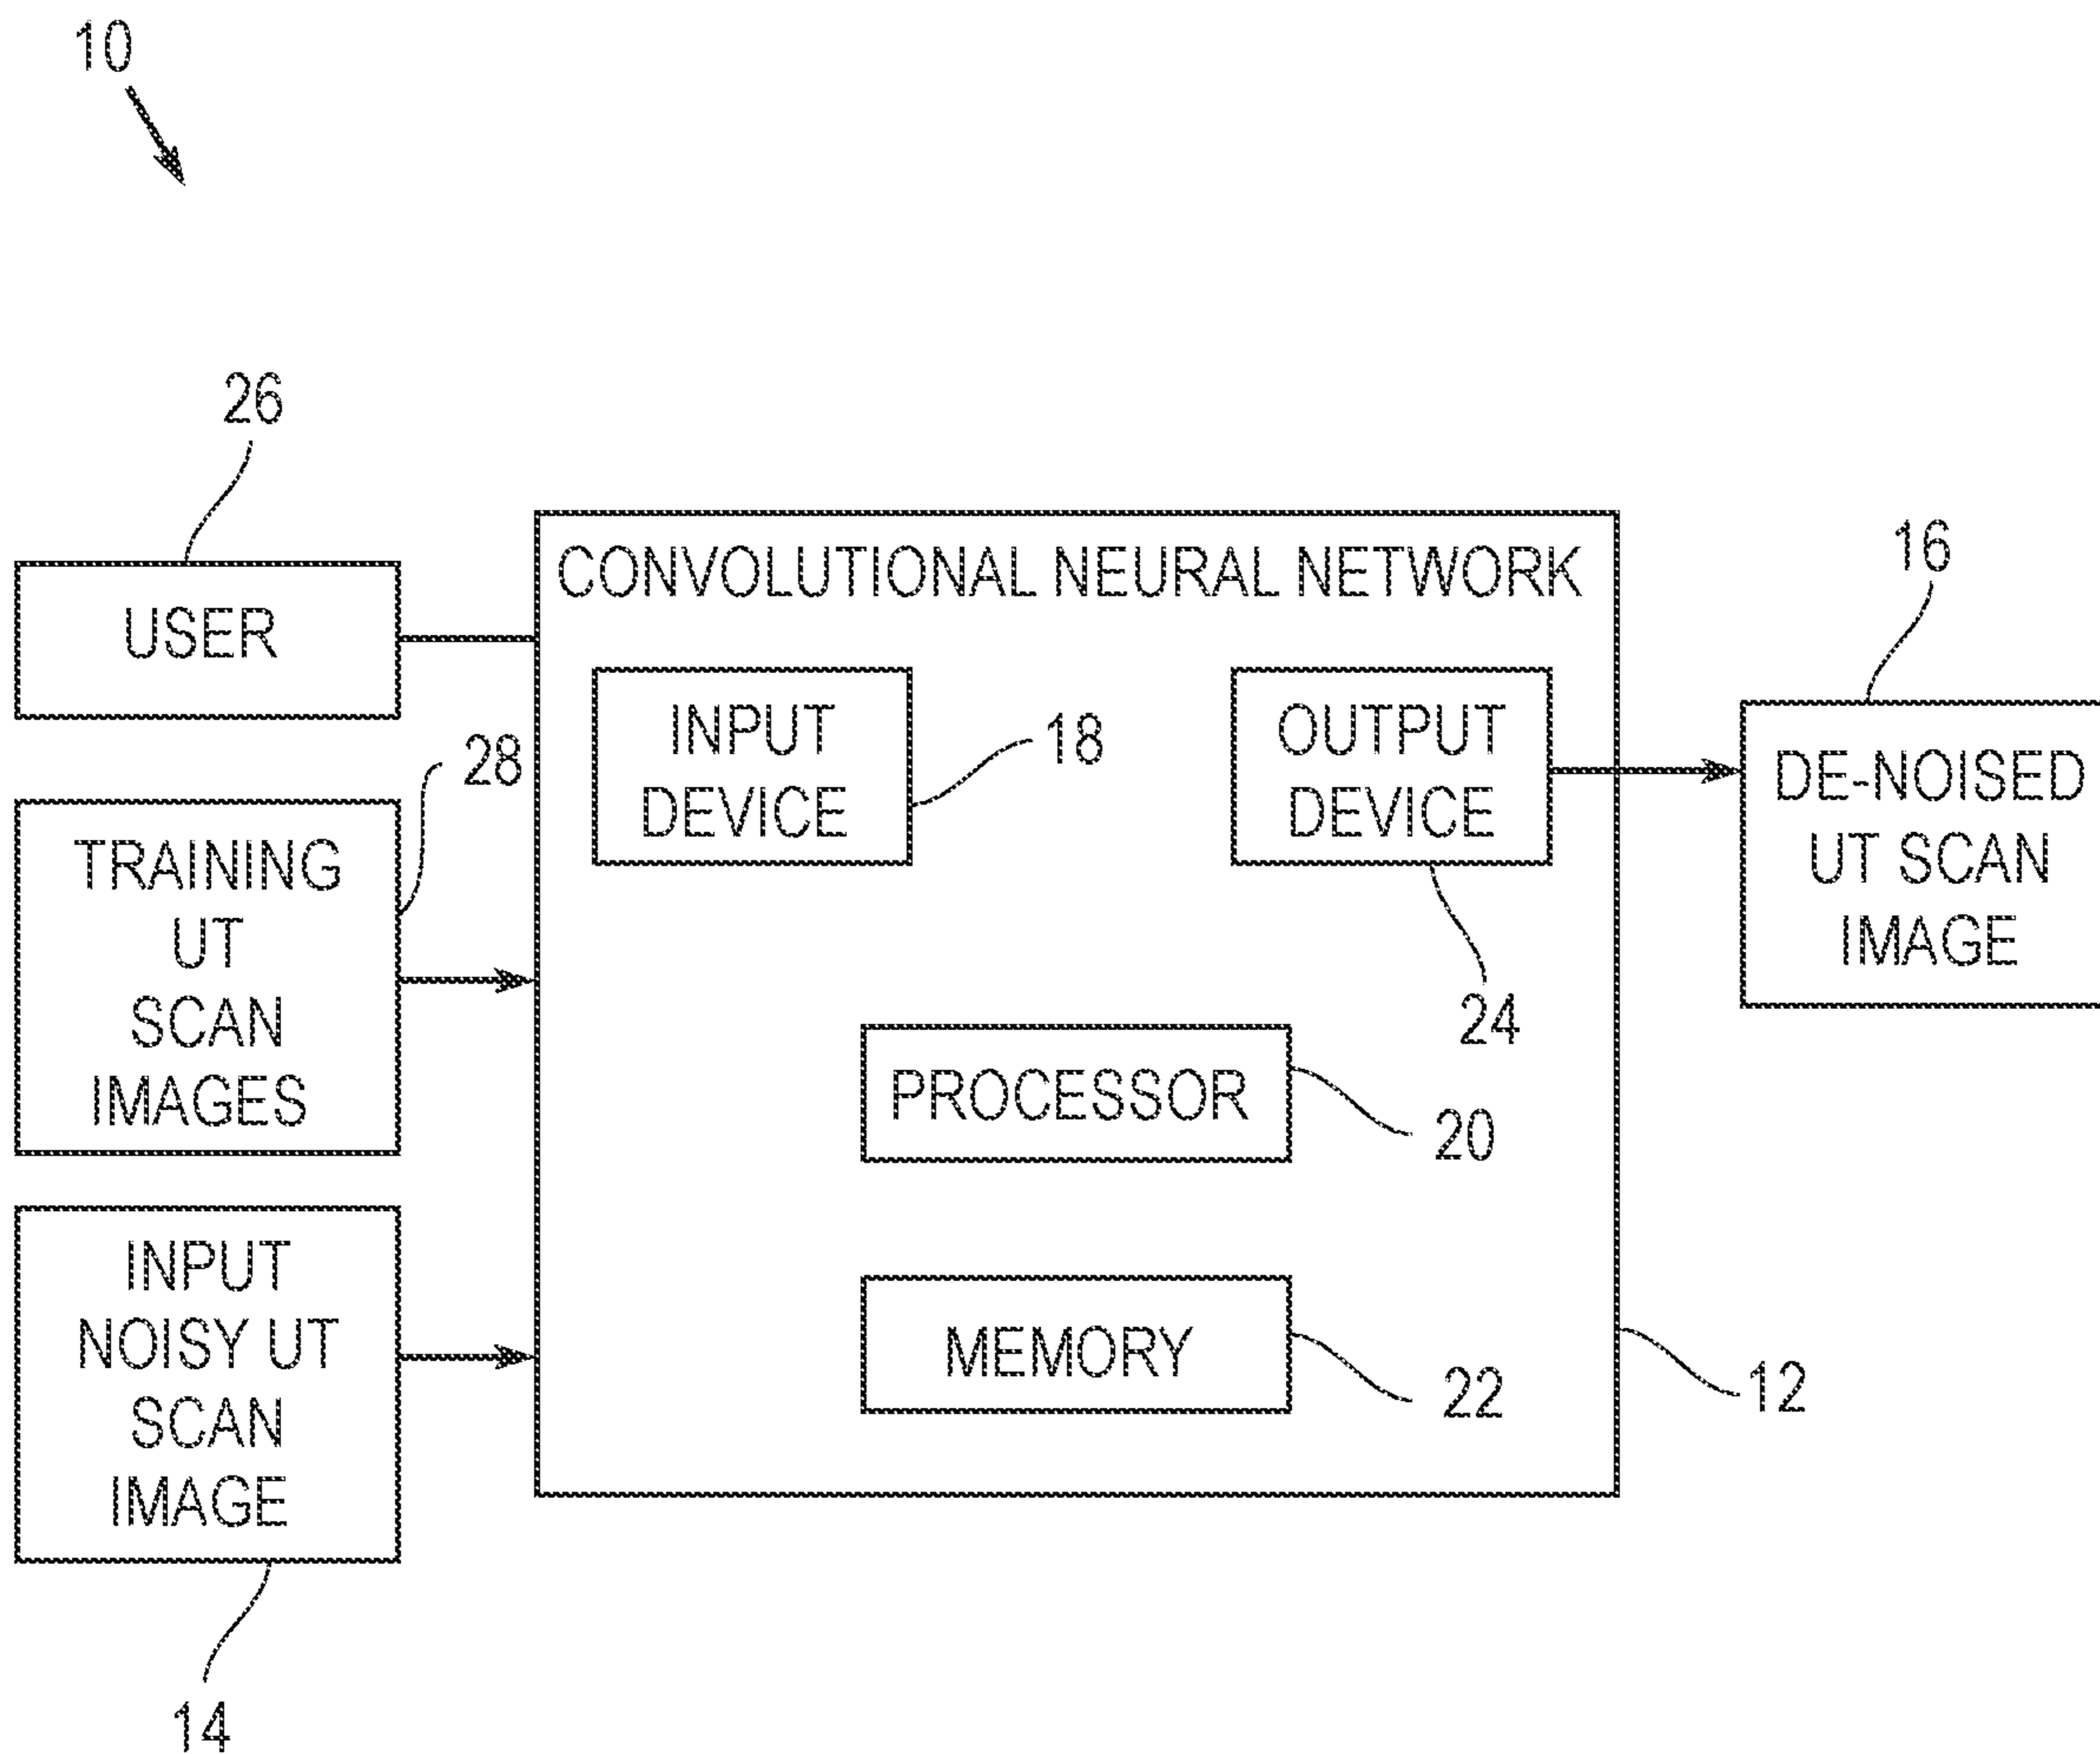 10
26
USER
28
TRAINING
UT
SCAN
IMAGES
INPUT
NOISY UT
SCAN
IMAGE
14
CONVOLUTIONAL NEURAL NETWORK
INPUT
DEVICE
18
OUTPUT
DEVICE
24
PROCESSOR
20
MEMORY
22
12
16
DE-NOISED
UT SCAN
IMAGE